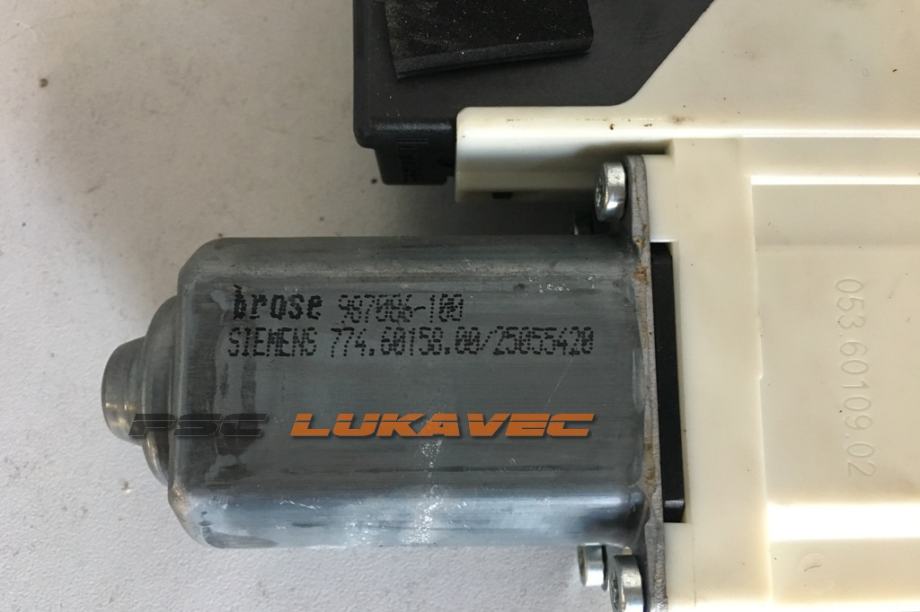 brose 987086-100
SIEMENS 774.60158.00/25055420
PSC LUKAVEC
053.60109.02